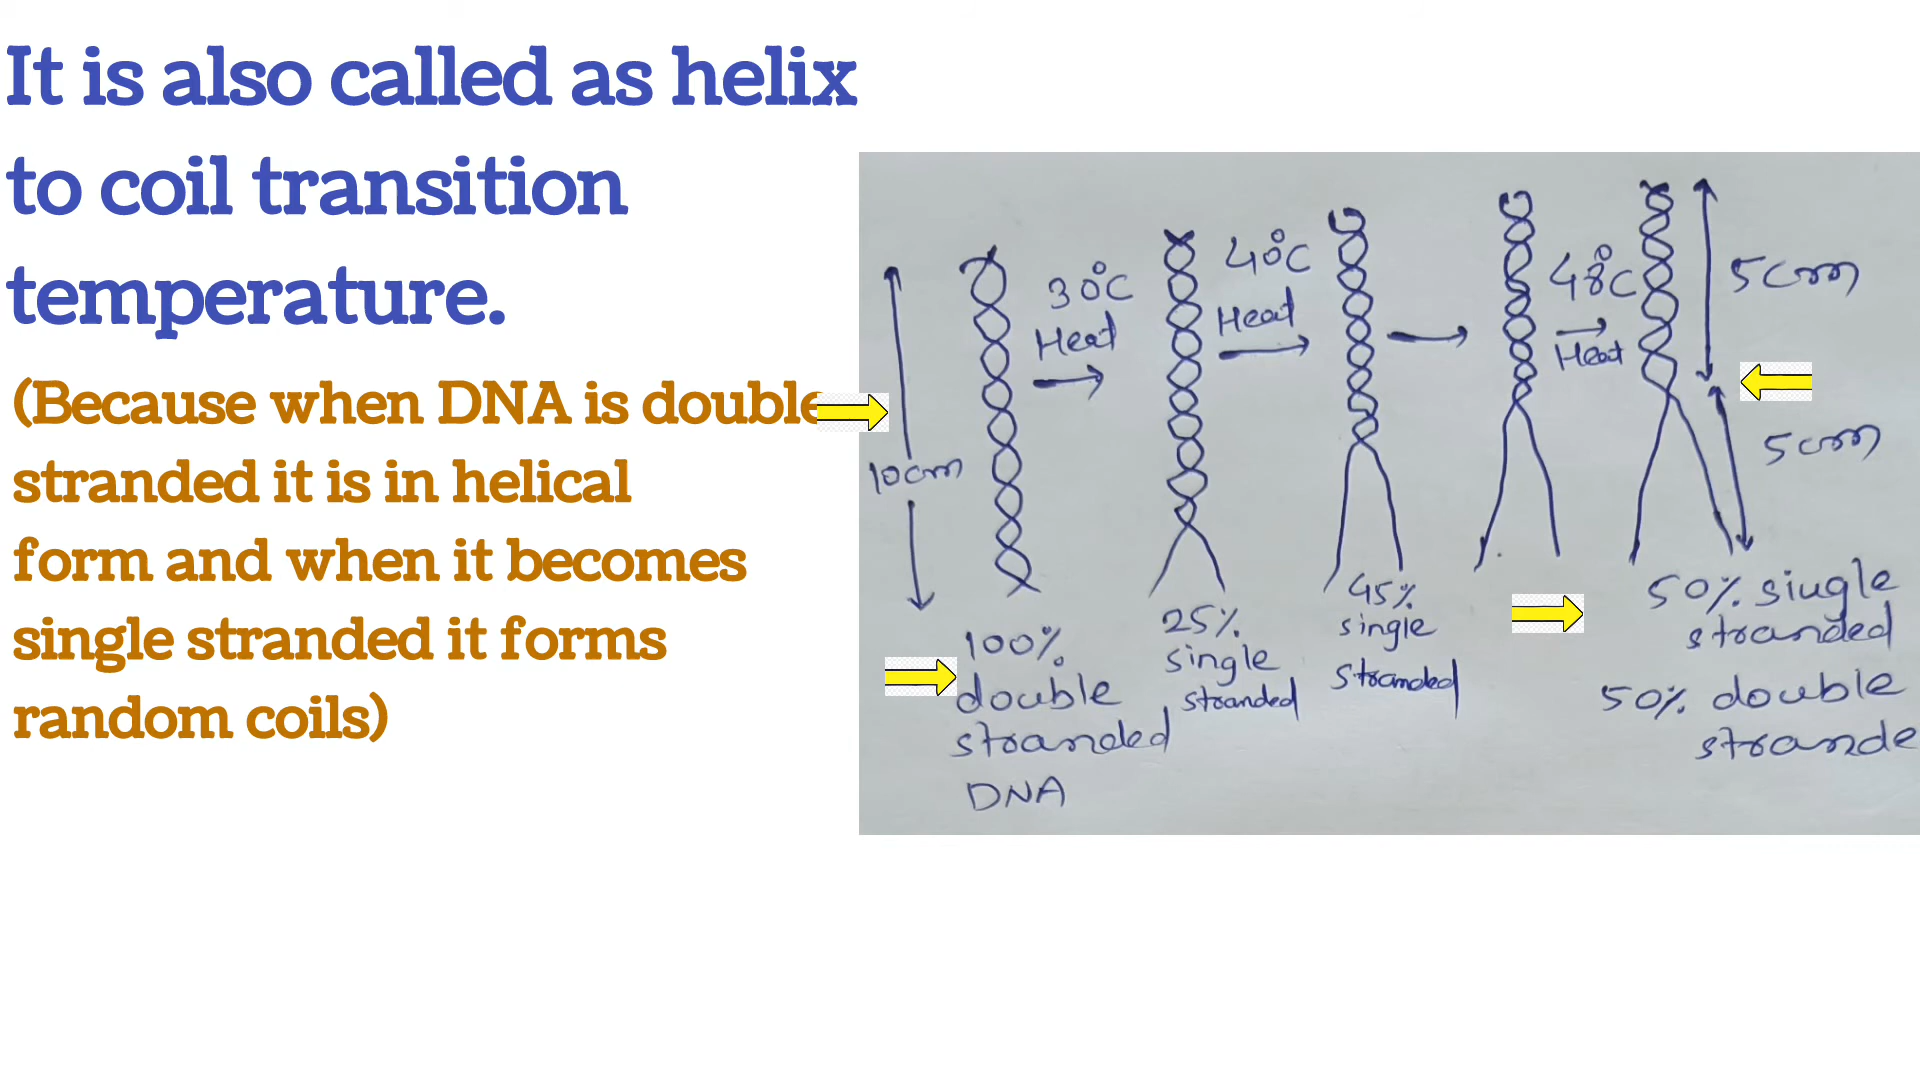 It is also called as helix
to coil transition
temperature.
(Because when DNA is double
stranded it is in helical
form and when it becomes
single stranded it forms
random coils)
10cm
100%
double
stranded
DNA
30°C
Heat
25%
single
stranded
40°C
Heat
45%
single
stranded
48°C
Heat
5cm
5cm
50% single
stranded
50% double
strande